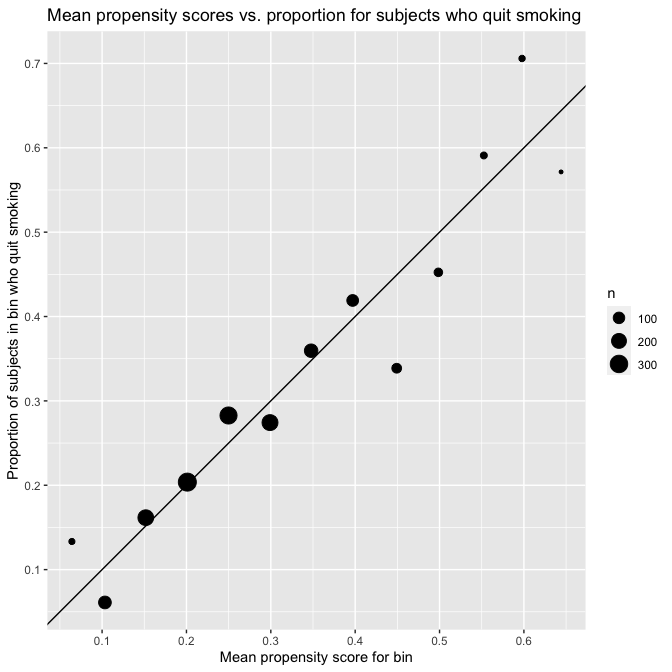 Mean propensity scores vs. proportion for subjects who quit smoking
Proportion of subjects in bin who quit smoking
0.7
0.6
0.5
0.4
0.3
0.2
0.1
0.1 0.2 0.3 0.4 0.5 0.6
Mean propensity score for bin
n
100
200
300